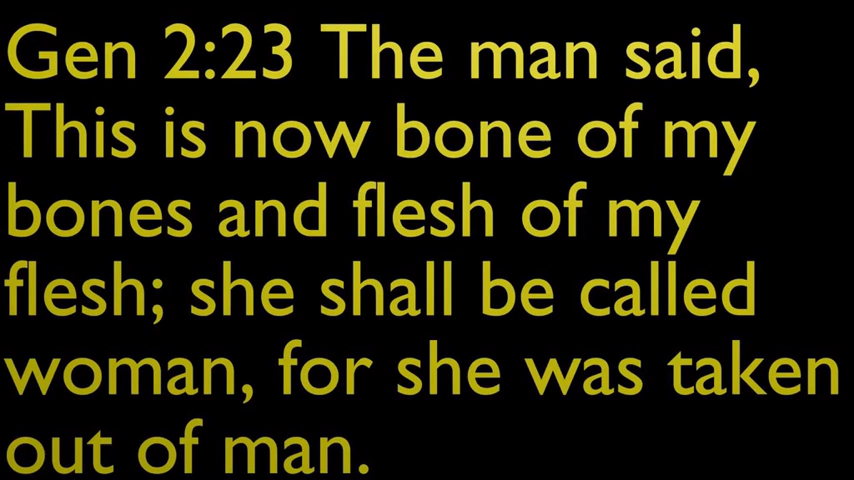 Gen 2:23 The man said,
This is now bone of my
bones and flesh of my
flesh; she shall be called
woman, for she was taken
out of man.